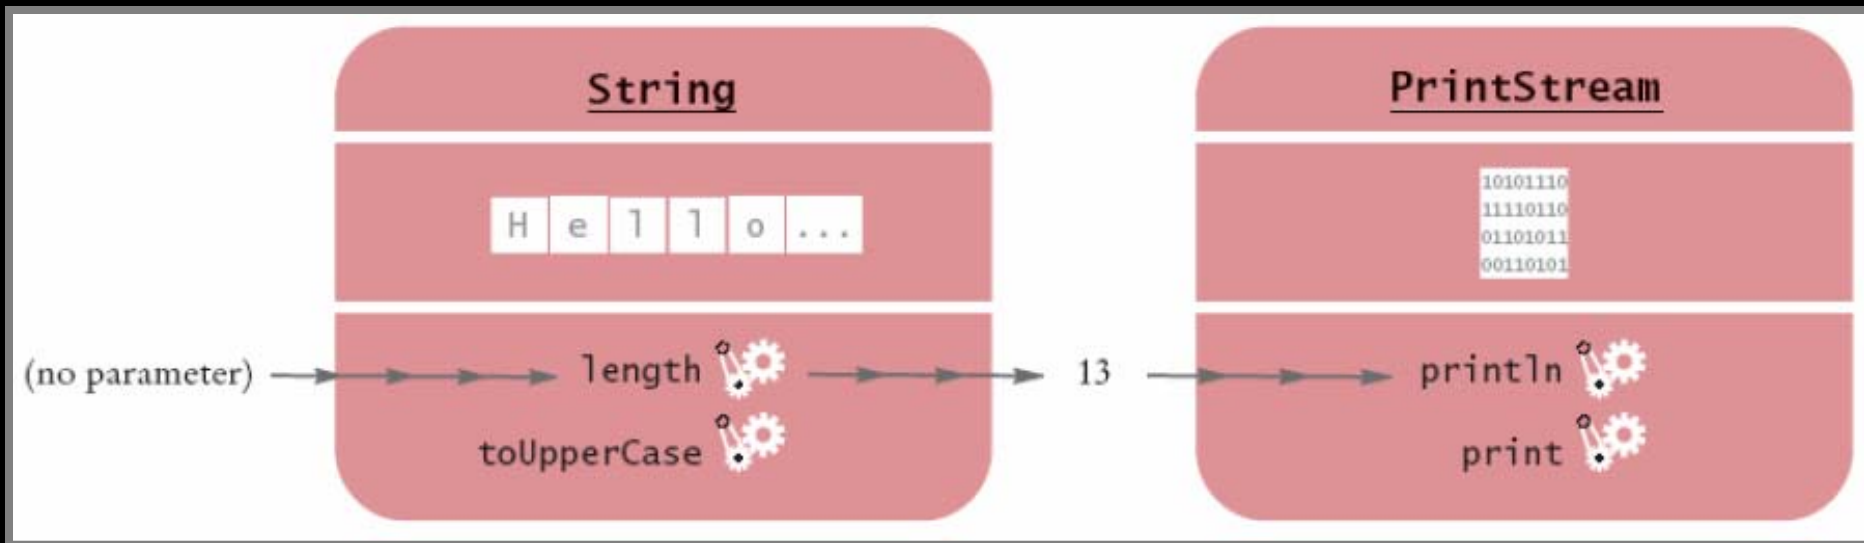 String
PrintStream
H e l l o ...
10101110
11110110
01101011
00110101
(no parameter)
length
13
println
toUpperCase
print